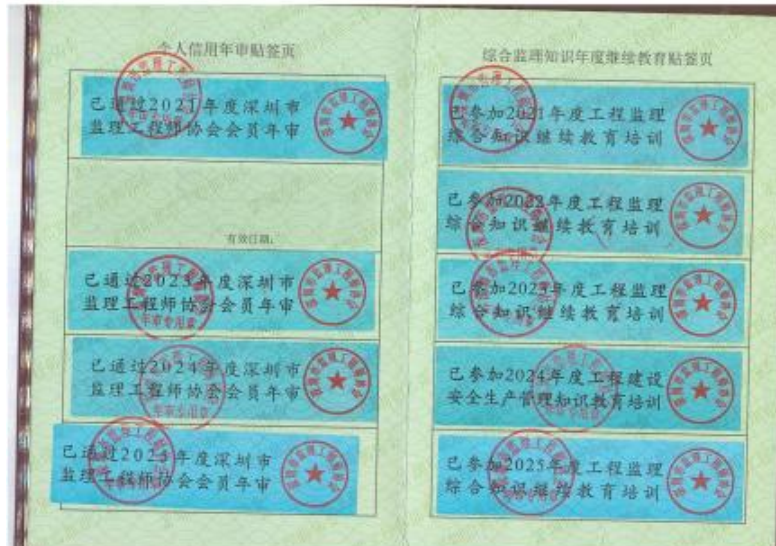 个人信用年审贴签页
已通过2021年度深圳市
监理工程师协会会员年审
有效日期:
已通过2023年度深圳市
监理工程师协会会员年审
年审专用章
已通过2024年度深圳市
监理工程师协会会员年审
年审专用章
已通过2025年度深圳市
监理工程师协会会员年审
综合监理知识年度继续教育贴签页
已参加2021年度工程监理
综合知识继续教育培训
已参加2022年度工程监理
综合知识继续教育培训
已参加2023年度工程监理
综合知识继续教育培训
已参加2024年度工程建设
安全生产管理知识教育培训
已参加2025年度工程监理
综合知识继续教育培训